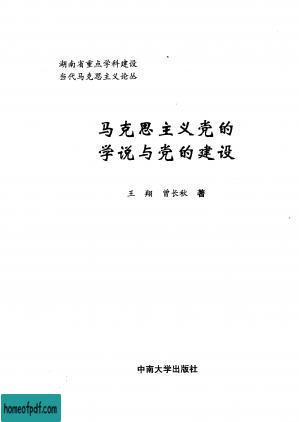 湖南省重点学科建设
当代马克思主义论丛
马克思主义党的
学说与党的建设
王 翔 曾长秋 著
中南大学出版社
homeofpdf.com